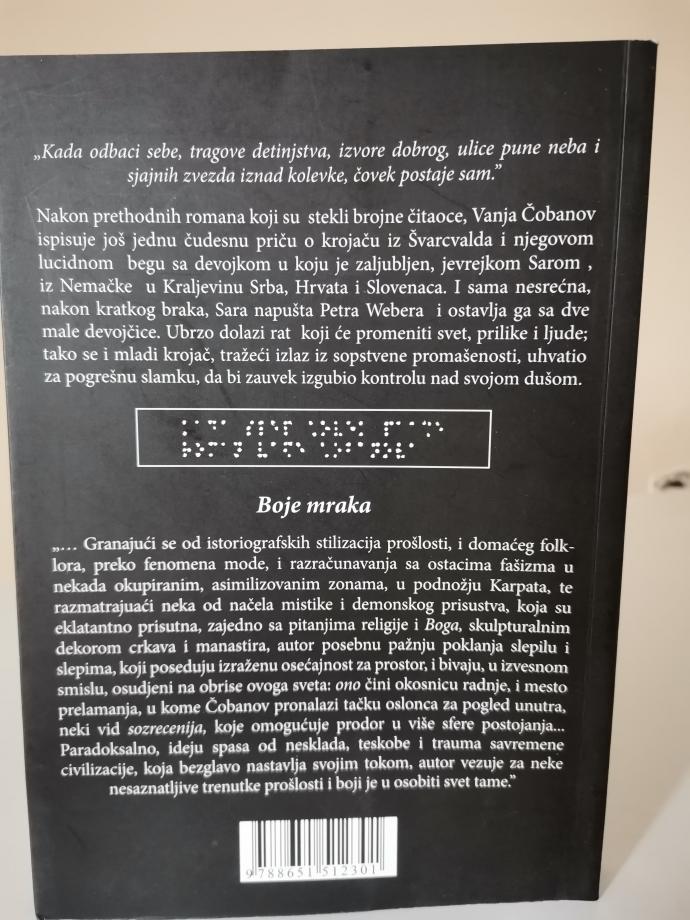 „Kada odbaci sebe, tragove detinjstva, izvore dobrog, ulice pune neba i
sjajnih zvezda iznad kolevke, čovek postaje sam.”
Nakon prethodnih romana koji su stekli brojne čitaoce, Vanja Čobanov
ispisuje još jednu čudesnu priču o krojaču iz Švarcvalda i njegovom
lucidnom begu sa devojkom u koju je zaljubljen, jevrejkom Sarom ,
iz Nemačke u Kraljevinu Srba, Hrvata i Slovenaca. I sama nesrećna,
nakon kratkog braka, Sara napušta Petra Webera i ostavlja ga sa dve
male devojčice. Ubrzo dolazi rat koji će promeniti svet, prilike i ljude;
tako se i mladi krojač, tražeći izlaz iz sopstvene promašenosti, uhvatio
za pogrešnu slamku, da bi zauvek izgubio kontrolu nad svojom dušom.
Boje mraka
„… Granajući se od istoriografskih stilizacija prošlosti, i domaćeg folk-
lora, preko fenomena mode, i razračunavanja sa ostacima fašizma u
nekada okupiranim, asimilizovanim zonama, u podnožju Karpata, te
razmatrajuaći neka od načela mistike i demonskog prisustva, koja su
eklatantno prisutna, zajedno sa pitanjima religije i Boga, skulpturalnim
dekorom crkava i manastira, autor posebnu pažnju poklanja slepilu i
slepima, koji poseduju izraženu osećajnost za prostor, i bivaju, u izvesnom
smislu, osudjeni na obrise ovoga sveta: ono čini okosnicu radnje, i mesto
prelamanja, u kome Čobanov pronalazi tačku oslonca za pogled unutra,
neki vid sozrecenija, koje omogućuje prodor u više sfere postojanja...
Paradoksalno, ideju spasa od nesklada, teskobe i trauma savremene
civilizacije, koja bezglavo nastavlja svojim tokom, autor vezuje za neke
nesaznatljive trenutke prošlosti i boji je u osobiti svet tame.”
9 788651 512301